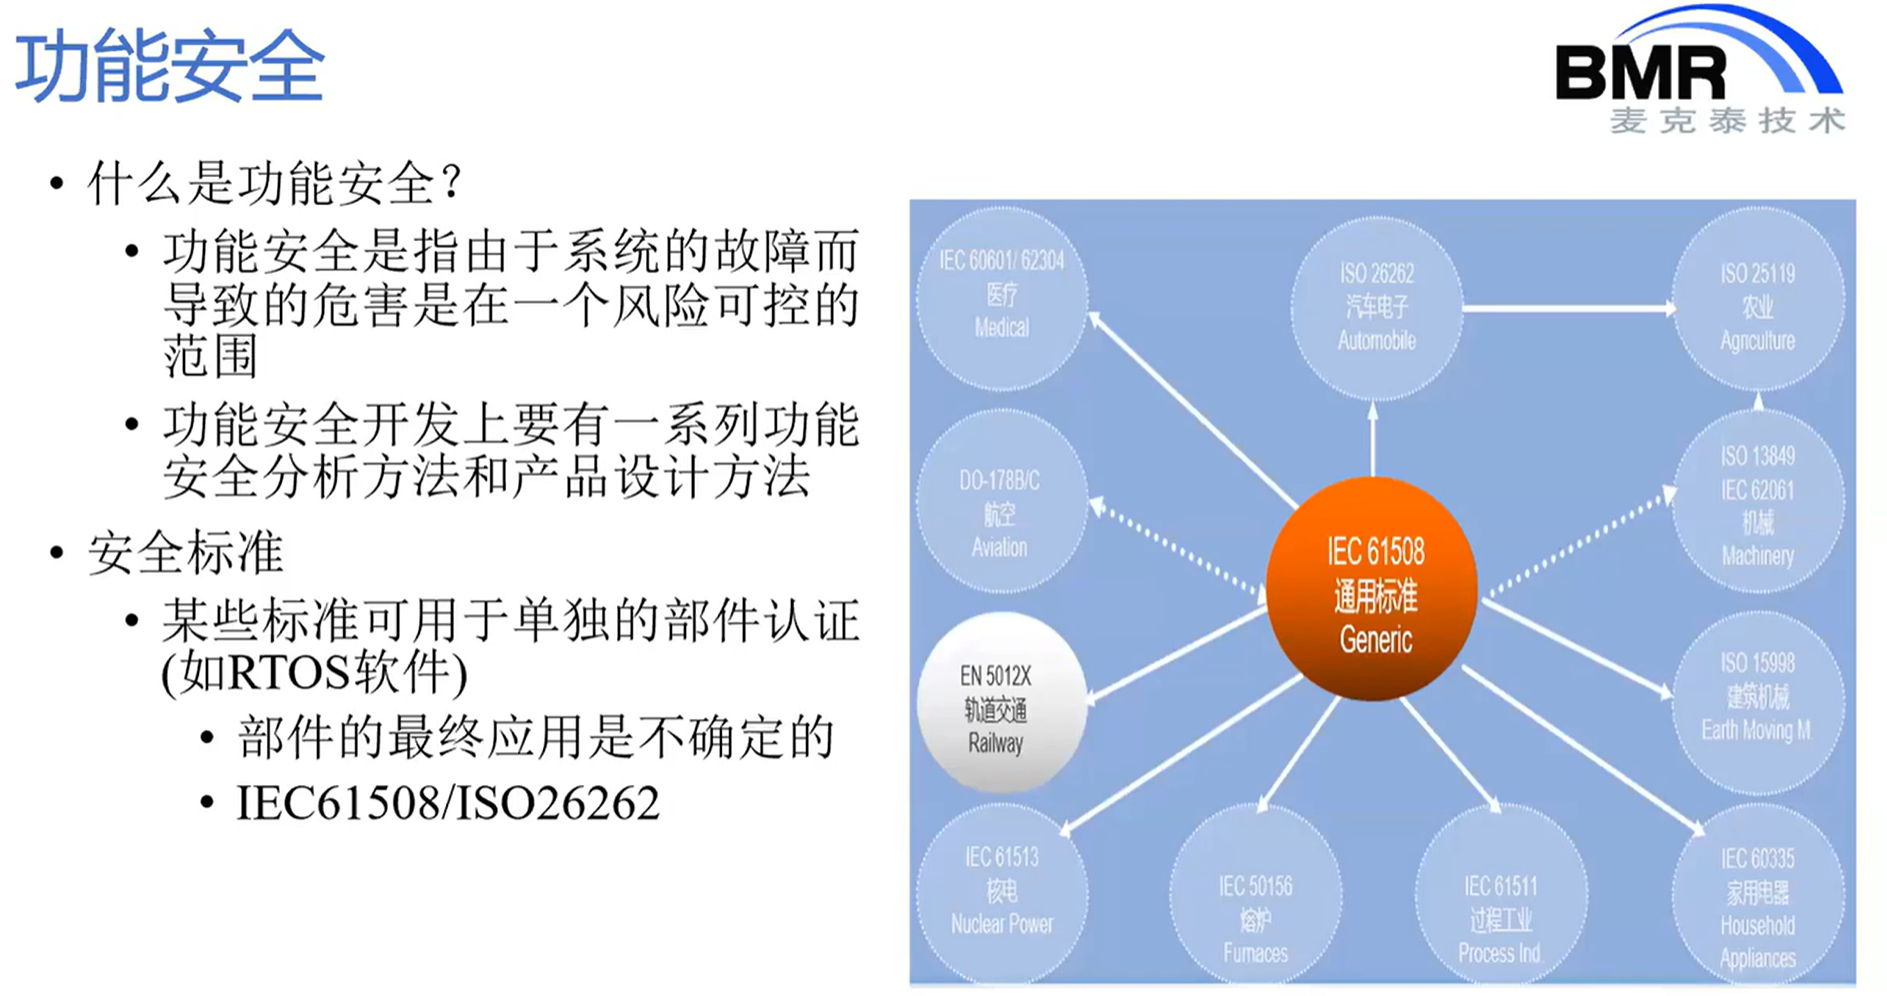 功能安全
BMR
麦克泰技术
• 什么是功能安全？
• 功能安全是指由于系统的故障而
导致的危害是在一个风险可控的
范围
• 功能安全开发上要有一系列功能
安全分析方法和产品设计方法
• 安全标准
• 某些标准可用于单独的部件认证
(如RTOS软件)
• 部件的最终应用是不确定的
• IEC61508/ISO26262
IEC 60601/ 62304
医疗
Medical
ISO 26262
汽车电子
Automobile
ISO 25119
农业
Agriculture
DO-178B/C
航空
Aviation
ISO 13849
IEC 62061
机械
Machinery
IEC 61508
通用标准
Generic
EN 5012X
轨道交通
Railway
ISO 15998
建筑机械
Earth Moving M
IEC 61513
核电
Nuclear Power
IEC 50156
熔炉
Furnaces
IEC 61511
过程工业
Process Ind.
IEC 60335
家用电器
Household
Appliances